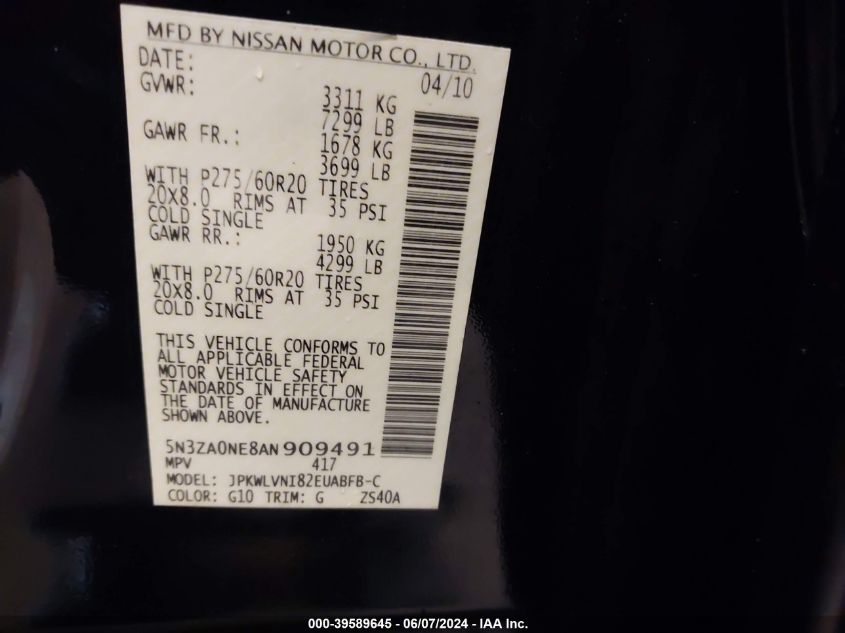 MFD BY NISSAN MOTOR CO., LTD.
DATE: 04/10
GVWR: 3311 KG
7299 LB
GAWR FR.: 1678 KG
3699 LB
WITH P275/60R20 TIRES
20X8.0 RIMS AT 35 PSI
COLD SINGLE
GAWR RR.: 1950 KG
4299 LB
WITH P275/60R20 TIRES
20X8.0 RIMS AT 35 PSI
COLD SINGLE
THIS VEHICLE CONFORMS TO
ALL APPLICABLE FEDERAL
MOTOR VEHICLE SAFETY
STANDARDS IN EFFECT ON
THE DATE OF MANUFACTURE
SHOWN ABOVE.
5N3ZA0NE8AN909491
MPV 417
MODEL: JPKWLVNI82EUABFB-C
COLOR: G10 TRIM: G ZS40A
000-39589645 - 06/07/2024 - IAA Inc.